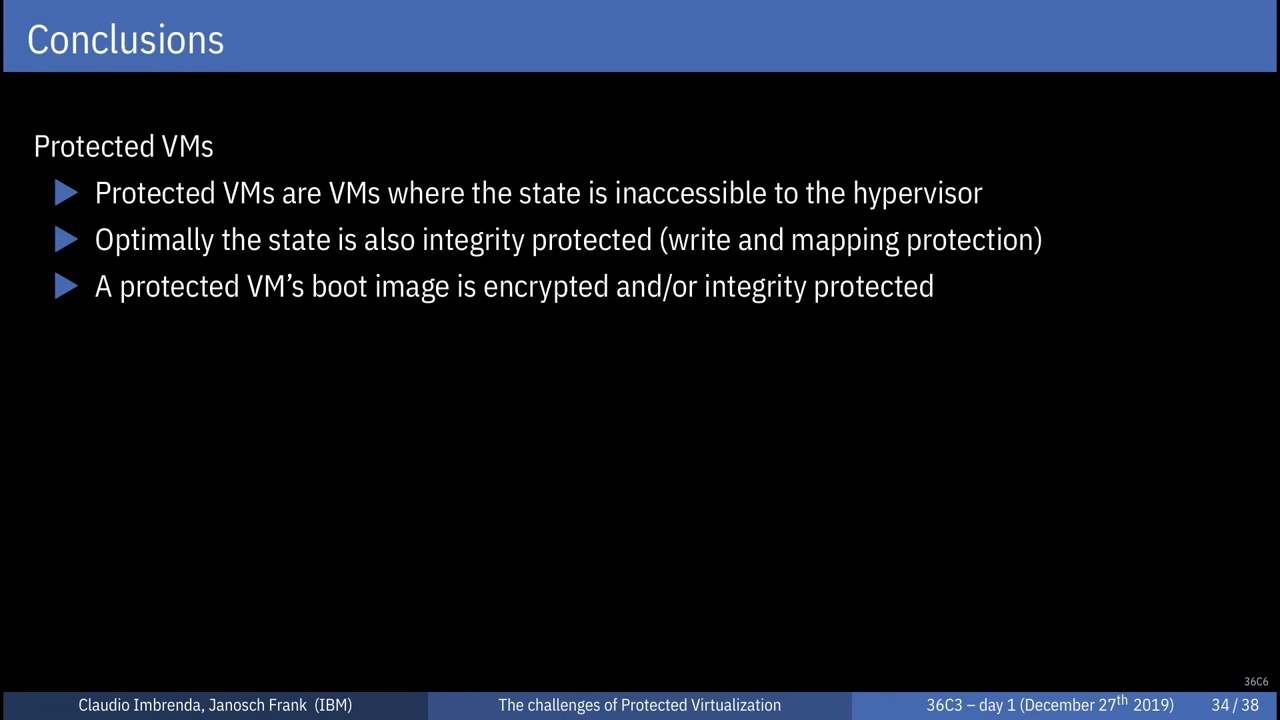 Conclusions
Protected VMs
Protected VMs are VMs where the state is inaccessible to the hypervisor
Optimally the state is also integrity protected (write and mapping protection)
A protected VM’s boot image is encrypted and/or integrity protected
36C6
Claudio Imbrenda, Janosch Frank (IBM) The challenges of Protected Virtualization 36C3 – day 1 (December 27th 2019) 34 / 38